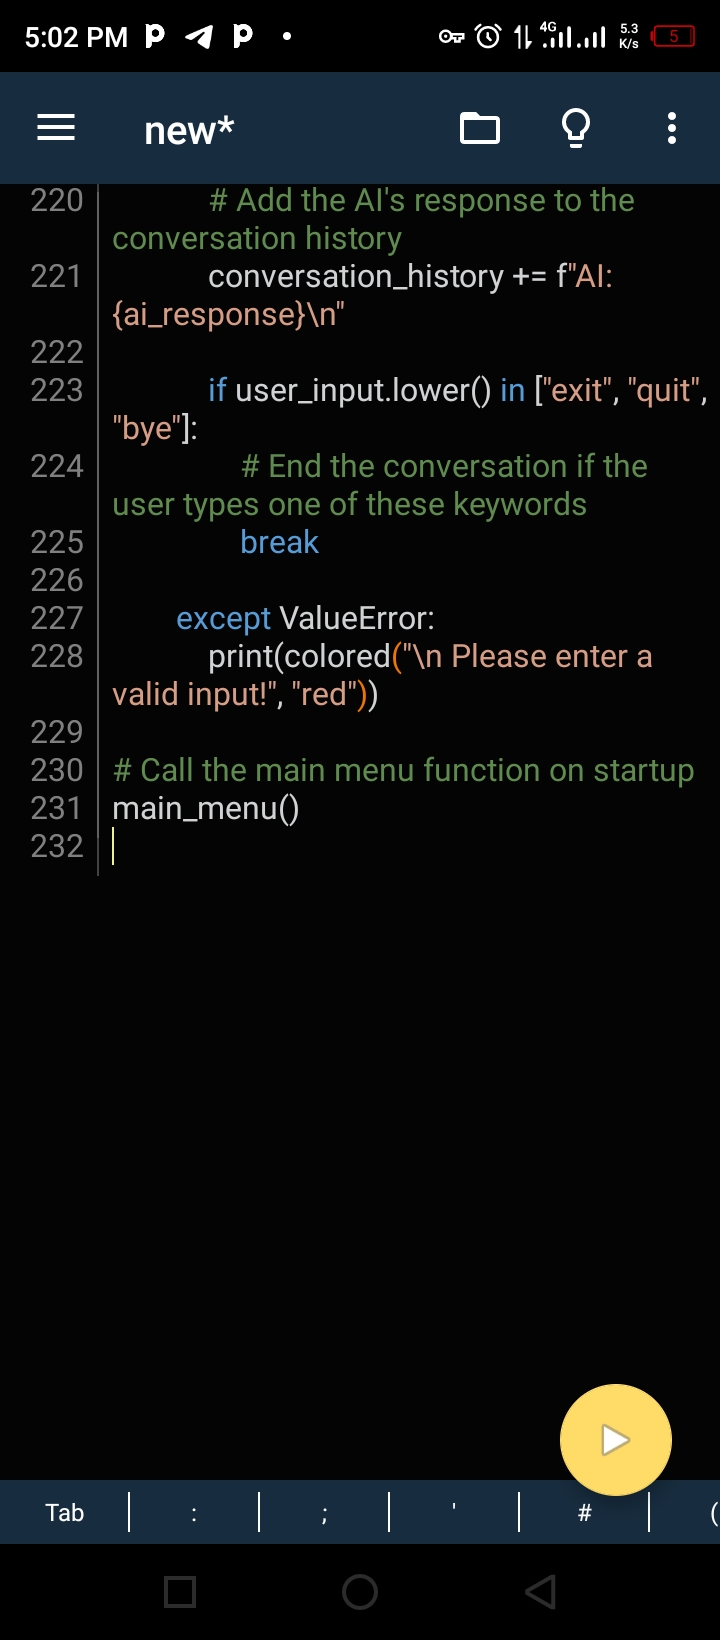 5:02 PM
4G
5.3
K/s
5
new*
220 # Add the AI's response to the
conversation history
221 conversation_history += f"AI:
{ai_response}\n"
222
223 if user_input.lower() in ["exit", "quit",
"bye"]:
224 # End the conversation if the
user types one of these keywords
225 break
226
227 except ValueError:
228 print(colored("\n Please enter a
valid input!", "red"))
229
230 # Call the main menu function on startup
231 main_menu()
232
Tab : ; ' # (